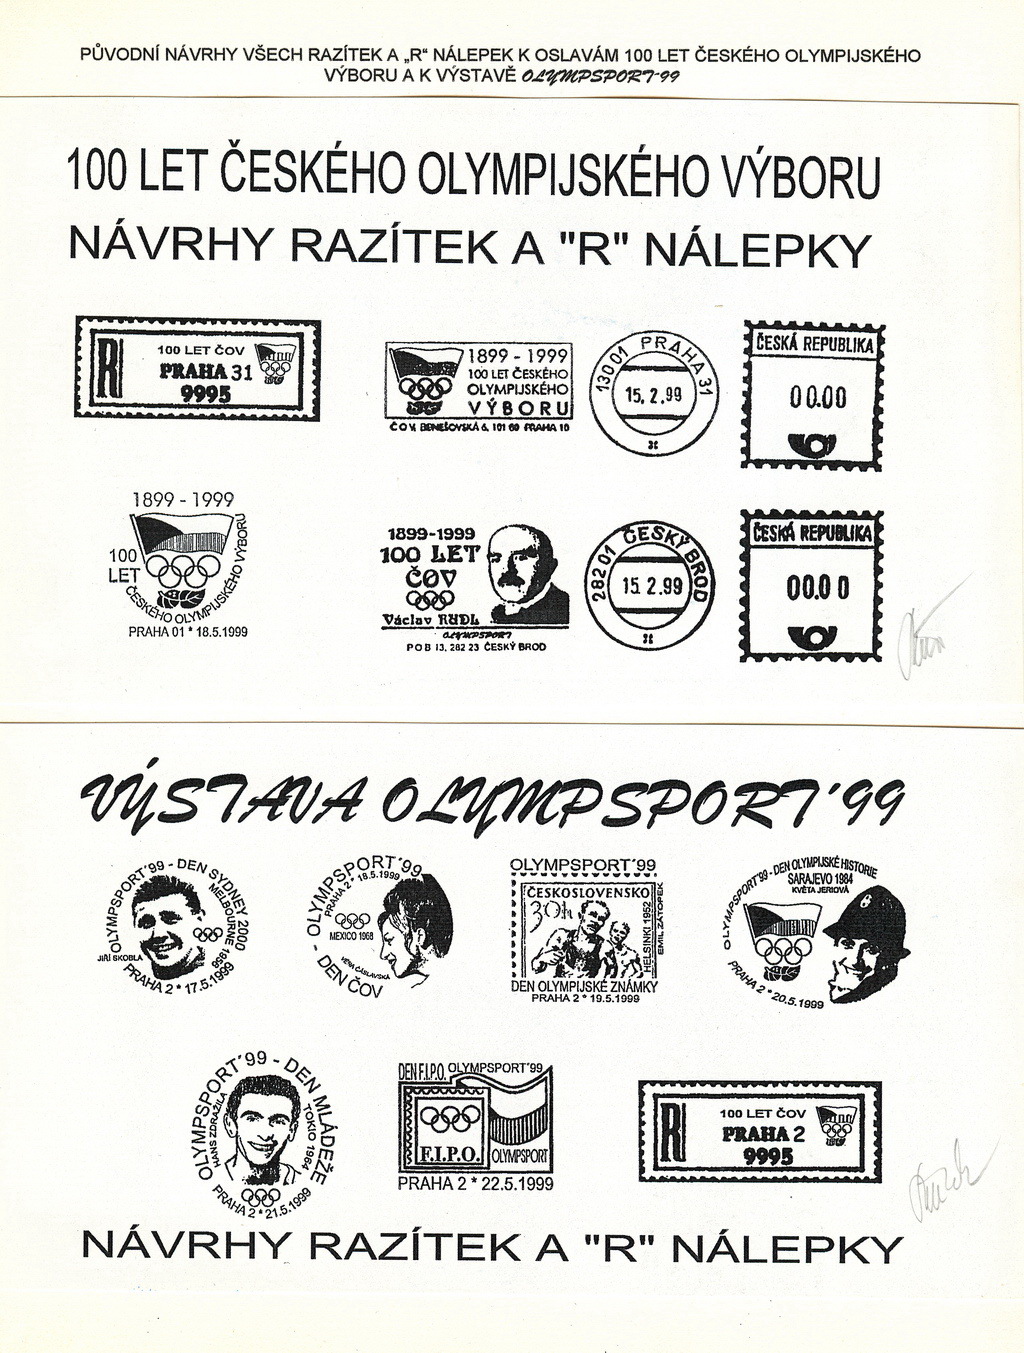 PŮVODNÍ NÁVRHY VŠECH RAZÍTEK A „R" NÁLEPEK K OSLAVÁM 100 LET ČESKÉHO OLYMPIJSKÉHO
VÝBORU A K VÝSTAVĚ OLYMPSPORT'99
100 LET ČESKÉHO OLYMPIJSKÉHO VÝBORU
NÁVRHY RAZÍTEK A "R" NÁLEPKY
R
100 LET ČOV
PRAHA 31
9995
1899 - 1999
100 LET ČESKÉHO
OLYMPIJSKÉHO
VÝBORU
ČOV, BENEŠOVSKÁ 6, 101 00 PRAHA 10
130 01 PRAHA 31
15.2.99
ČESKÁ REPUBLIKA
00.00
1899 - 1999
100
LET
ČESKÉHO OLYMPIJSKÉHO VÝBORU
PRAHA 01 * 18.5.1999
1899-1999
100 LET
ČOV
Václav RUDL
OLYMPSPORT
POB 13, 282 23 ČESKÝ BROD
282 01 ČESKÝ BROD
15.2.99
ČESKÁ REPUBLIKA
00.00
VÝSTAVA OLYMPSPORT'99
OLYMPSPORT'99 - DEN SYDNEY 2000
MELBOURNE 1956
JIŘÍ SKOBLA
PRAHA 2 * 17.5.1999
- OLYMPSPORT'99
PRAHA 2 * 18.5.1999
MEXICO 1968
VĚRA ČÁSLAVSKÁ
DEN ČOV
OLYMPSPORT'99
ČESKOSLOVENSKO
30h
HELSINKI 1952
EMIL ZÁTOPEK
DEN OLYMPIJSKÉ ZNÁMKY
PRAHA 2 * 19.5.1999
OLYMPSPORT'99 - DEN OLYMPIJSKÉ HISTORIE
SARAJEVO 1984
KVĚTA JERIOVÁ
PRAHA 2 * 20.5.1999
OLYMPSPORT'99 - DEN MLÁDEŽE
HANS ZDRAŽILA
TOKIO 1964
PRAHA 2 * 21.5.1999
DEN F.I.P.O. OLYMPSPORT'99
F.I.P.O.
OLYMPSPORT
PRAHA 2 * 22.5.1999
R
100 LET ČOV
PRAHA 2
9995
NÁVRHY RAZÍTEK A "R" NÁLEPKY